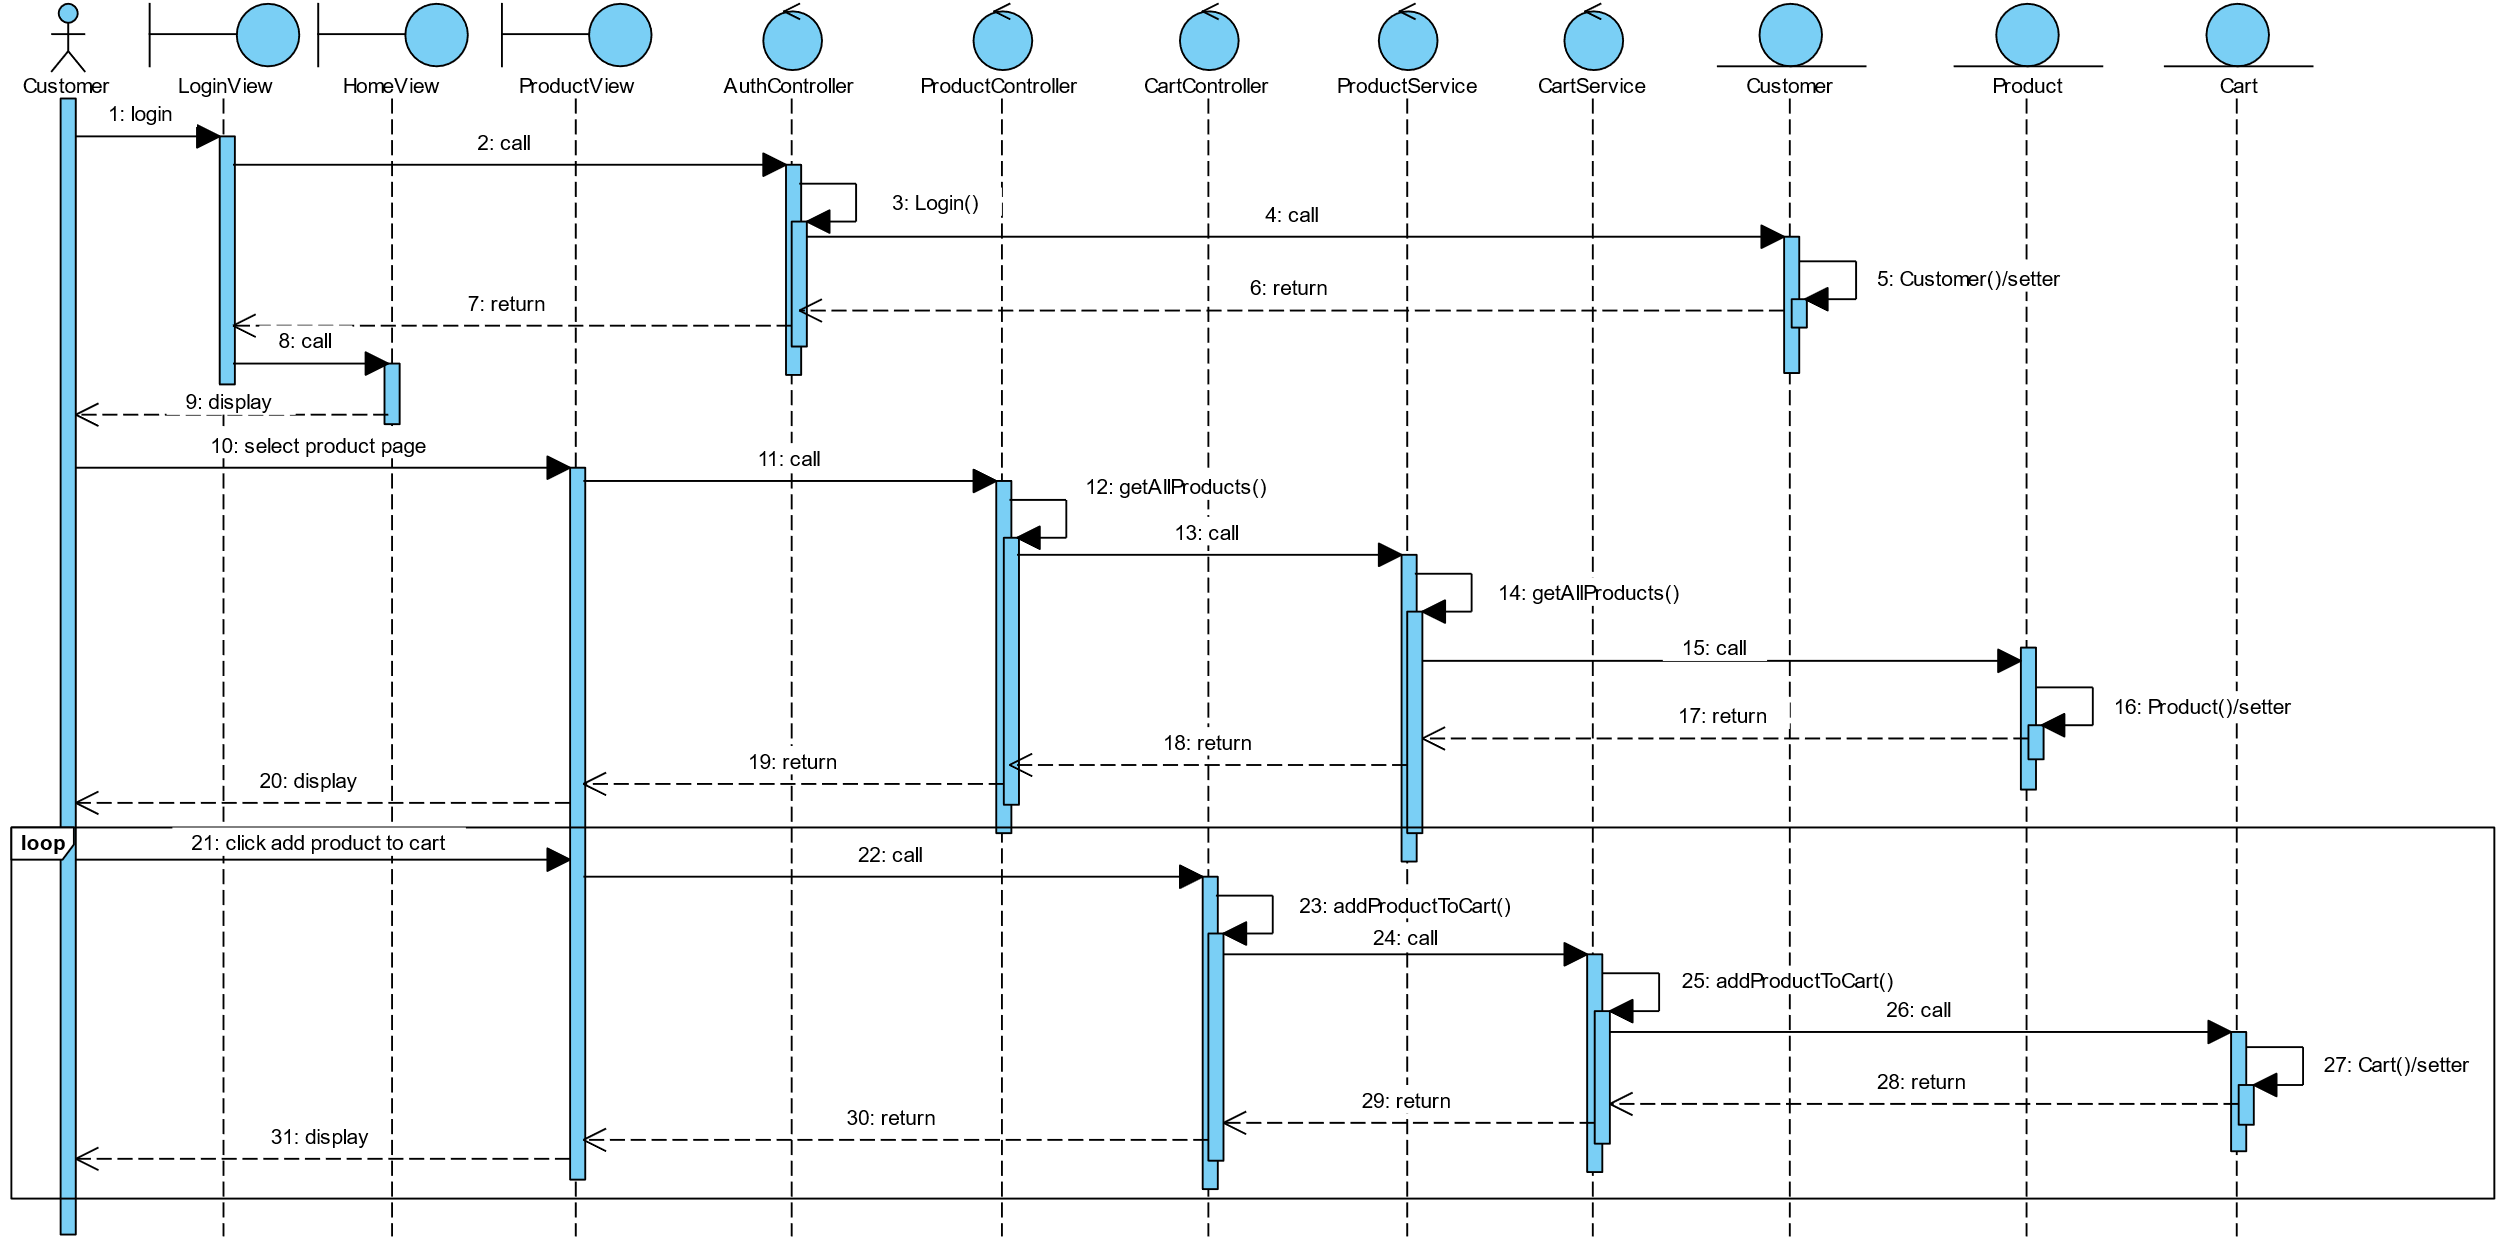 Customer
LoginView
HomeView
ProductView
AuthController
ProductController
CartController
ProductService
CartService
Customer
Product
Cart
1: login
2: call
3: Login()
4: call
5: Customer()/setter
6: return
7: return
8: call
9: display
10: select product page
11: call
12: getAllProducts()
13: call
14: getAllProducts()
15: call
16: Product()/setter
17: return
18: return
19: return
20: display
loop
21: click add product to cart
22: call
23: addProductToCart()
24: call
25: addProductToCart()
26: call
27: Cart()/setter
28: return
29: return
30: return
31: display